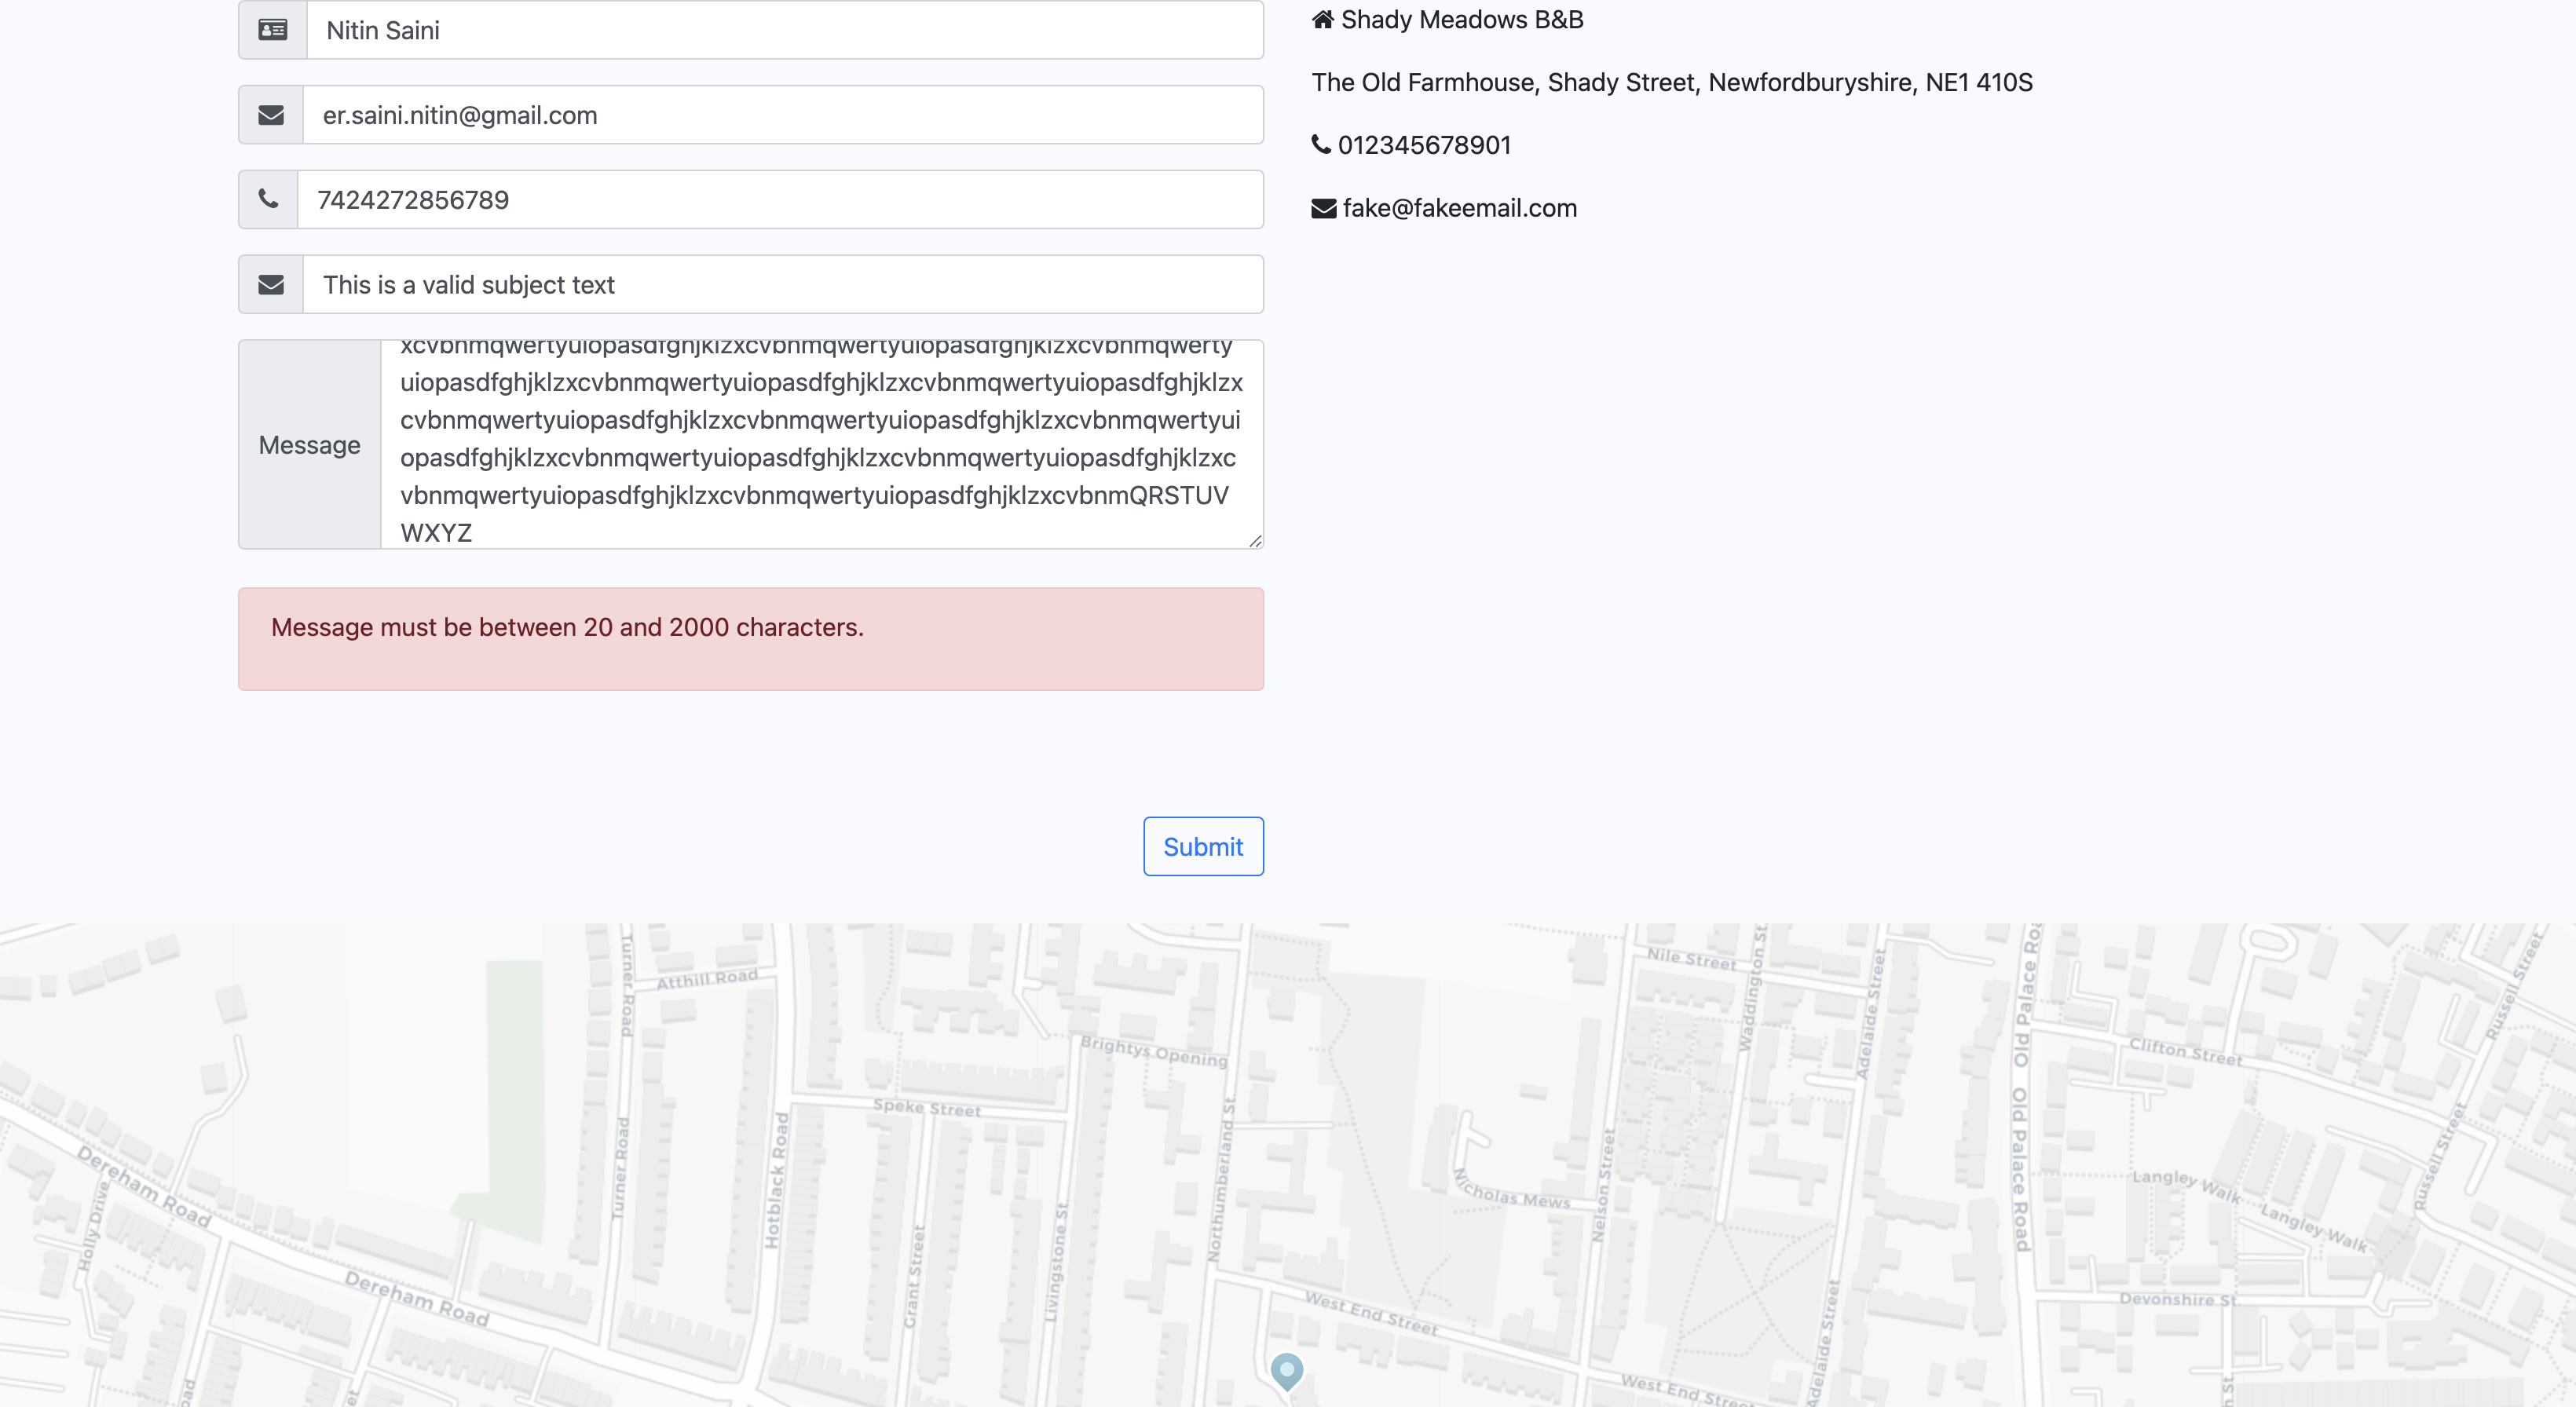 Nitin Saini
er.saini.nitin@gmail.com
7424272856789
This is a valid subject text
Message
xcvbnmqwertyuiopasdfghjklzxcvbnmqwertyuiopasdfghjklzxcvbnmqwerty
uiopasdfghjklzxcvbnmqwertyuiopasdfghjklzxcvbnmqwertyuiopasdfghjklzx
cvbnmqwertyuiopasdfghjklzxcvbnmqwertyuiopasdfghjklzxcvbnmqwertyui
opasdfghjklzxcvbnmqwertyuiopasdfghjklzxcvbnmqwertyuiopasdfghjklzxc
vbnmqwertyuiopasdfghjklzxcvbnmqwertyuiopasdfghjklzxcvbnmQRSTUV
WXYZ
Message must be between 20 and 2000 characters.
Submit
Shady Meadows B&B
The Old Farmhouse, Shady Street, Newfordburyshire, NE1 410S
012345678901
fake@fakeemail.com
Turner Road
Atthill Road
Nile Street
Waddington St.
Adelaide Street
Old Palace Road
Russell Street
Brightys Opening
Clifton Street
Speke Street
Northumberland St.
Old Palace Road
Turner Road
Hotblack Road
Dereham Road
Holly Drive
Nicholas Mews
Nelson Street
Langley Walk
Russell Street
Langley Walk
Grant Street
Livingstone St.
Dereham Road
West End Street
Devonshire St.
Adelaide Street
West End Street